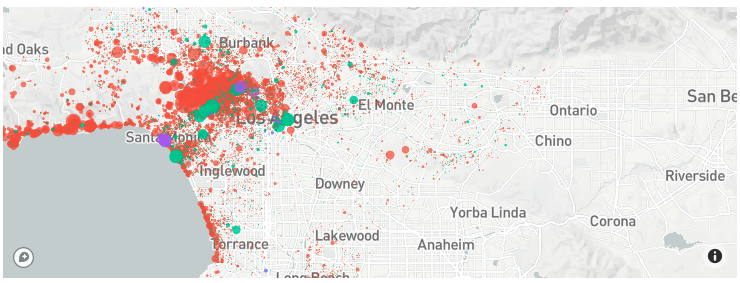 nd Oaks
Burbank
El Monte
San Be
Ontario
Los Angeles
Santa Monica
Chino
Inglewood
Riverside
Downey
Yorba Linda
Corona
Torrance
Lakewood
Anaheim
Long Beach